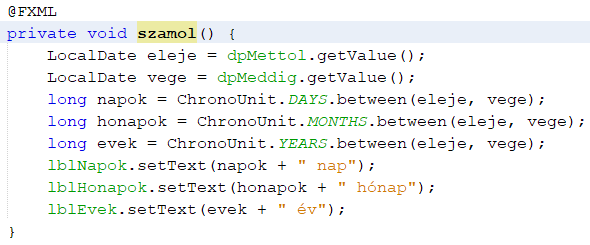 @FXML
private void szamol() {
    LocalDate eleje = dpMettol.getValue();
    LocalDate vege = dpMeddig.getValue();
    long napok = ChronoUnit.DAYS.between(eleje, vege);
    long honapok = ChronoUnit.MONTHS.between(eleje, vege);
    long evek = ChronoUnit.YEARS.between(eleje, vege);
    lblNapok.setText(napok + " nap");
    lblHonapok.setText(honapok + " hónap");
    lblEvek.setText(evek + " év");
}